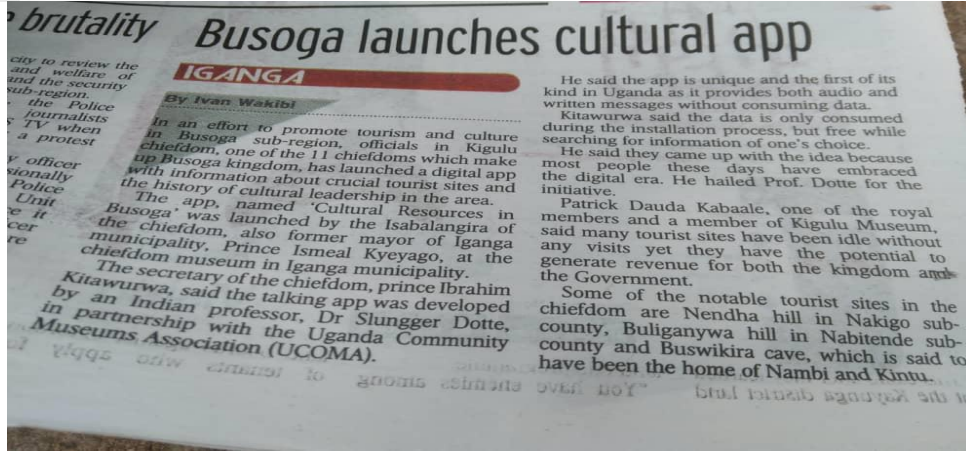 brutality
city to review the
and welfare of
and the security
sub-region.
the Police
journalists
TV when
a protest
officer
sionally
Police
Unit
it
cer
re
Busoga launches cultural app
IGANGA
By Ivan Wakibi
In an effort to promote tourism and culture
in Busoga sub-region, officials in Kigulu
chiefdom, one of the 11 chiefdoms which make
up Busoga kingdom, has launched a digital app
with information about crucial tourist sites and
the history of cultural leadership in the area.
The app, named 'Cultural Resources in
Busoga' was launched by the Isabalangira of
the chiefdom, also former mayor of Iganga
municipality, Prince Ismeal Kyeyago, at the
chiefdom museum in Iganga municipality.
The secretary of the chiefdom, prince Ibrahim
Kitawurwa, said the talking app was developed
by an Indian professor, Dr Slungger Dotte,
in partnership with the Uganda Community
Museums Association (UCOMA).
He said the app is unique and the first of its
kind in Uganda as it provides both audio and
written messages without consuming data.
Kitawurwa said the data is only consumed
during the installation process, but free while
searching for information of one's choice.
He said they came up with the idea because
most people these days have embraced
the digital era. He hailed Prof. Dotte for the
initiative.
Patrick Dauda Kabaale, one of the royal
members and a member of Kigulu Museum,
said many tourist sites have been idle without
any visits yet they have the potential to
generate revenue for both the kingdom and
the Government.
Some of the notable tourist sites in the
chiefdom are Nendha hill in Nakigo sub-
county, Buliganywa hill in Nabitende sub-
county and Buswikira cave, which is said to
have been the home of Nambi and Kintu.